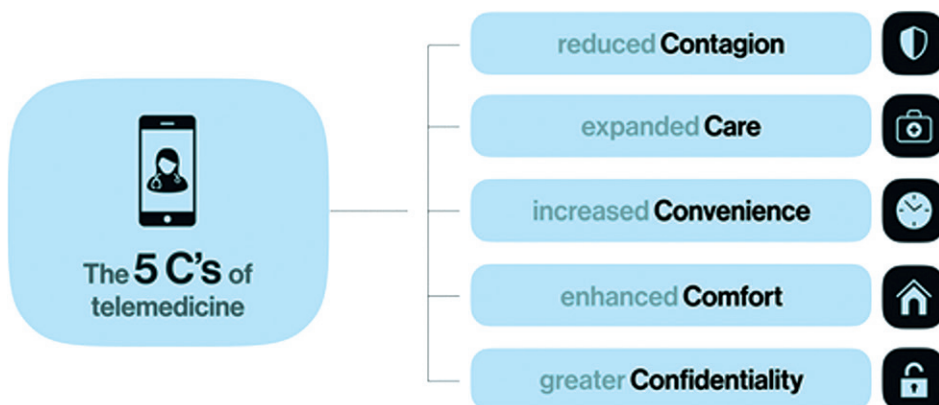 The 5 C's of
telemedicine
reduced Contagion
expanded Care
increased Convenience
enhanced Comfort
greater Confidentiality